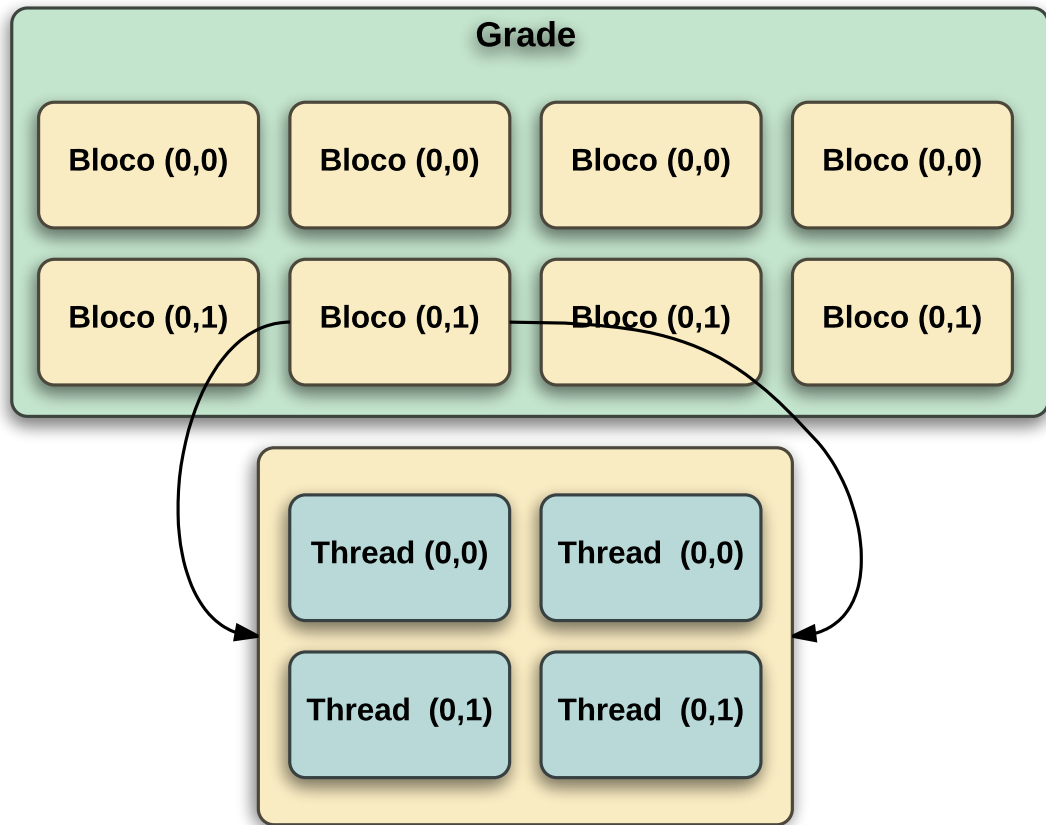 Grade
Bloco (0,0) Bloco (0,0) Bloco (0,0) Bloco (0,0)
Bloco (0,1) Bloco (0,1) Bloco (0,1) Bloco (0,1)
Thread (0,0) Thread (0,0)
Thread (0,1) Thread (0,1)